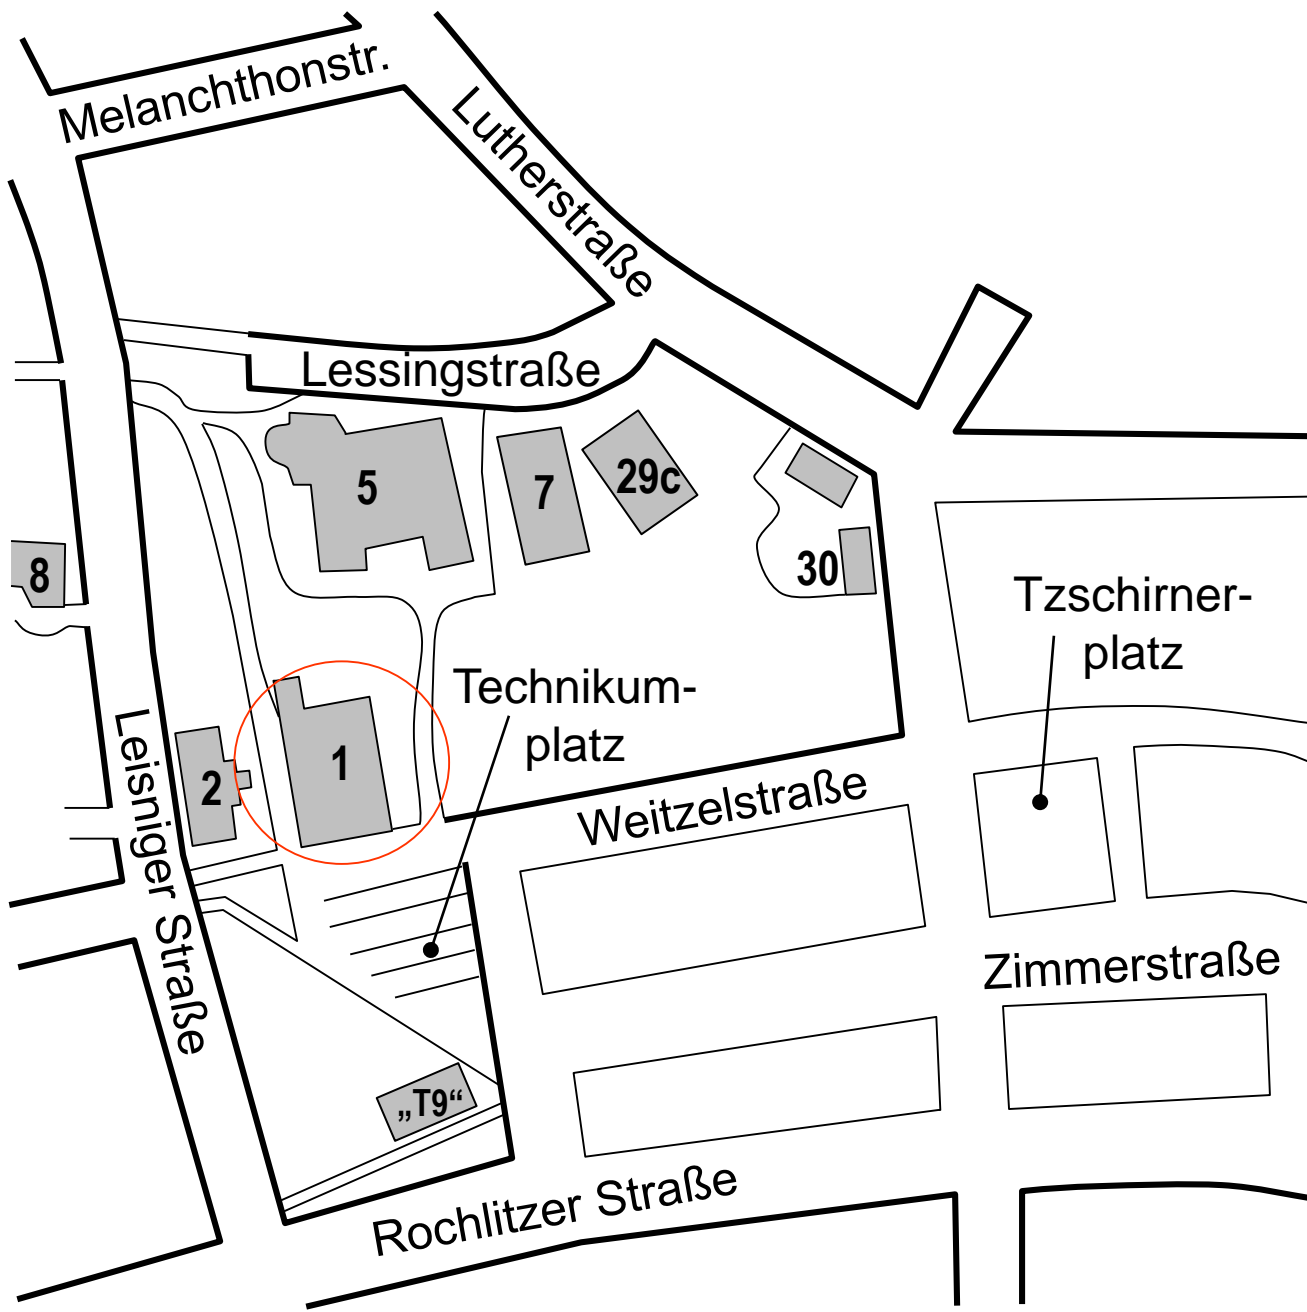 Melanchthonstr.
Lutherstraße
Lessingstraße
5
7
29c
8
30
Tzschirner-
platz
Technikum-
platz
1
2
Leisniger Straße
Weitzelstraße
Zimmerstraße
„T9“
Rochlitzer Straße